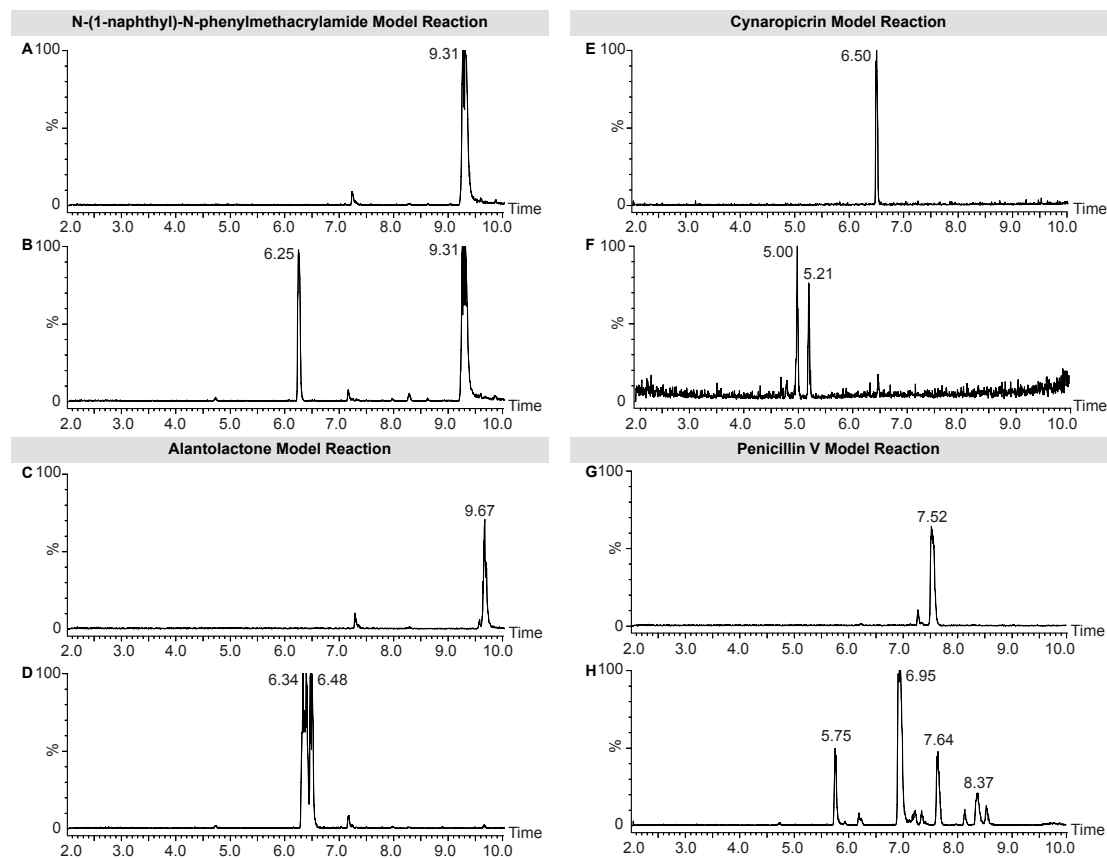 N-(1-naphthyl)-N-phenylmethacrylamide Model Reaction
A 100
9.31
%
0
Time
2.0 3.0 4.0 5.0 6.0 7.0 8.0 9.0 10.0
B 100
6.25
9.31
%
0
Time
2.0 3.0 4.0 5.0 6.0 7.0 8.0 9.0 10.0
Cynaropicrin Model Reaction
E 100
6.50
%
0
Time
2.0 3.0 4.0 5.0 6.0 7.0 8.0 9.0 10.0
F 100
5.00
5.21
%
0
Time
2.0 3.0 4.0 5.0 6.0 7.0 8.0 9.0 10.0
Alantolactone Model Reaction
C 100
9.67
%
0
Time
2.0 3.0 4.0 5.0 6.0 7.0 8.0 9.0 10.0
D 100
6.34 6.48
%
0
Time
2.0 3.0 4.0 5.0 6.0 7.0 8.0 9.0 10.0
Penicillin V Model Reaction
G 100
7.52
%
0
Time
2.0 3.0 4.0 5.0 6.0 7.0 8.0 9.0 10.0
H 100
6.95
5.75
7.64
8.37
%
0
Time
2.0 3.0 4.0 5.0 6.0 7.0 8.0 9.0 10.0